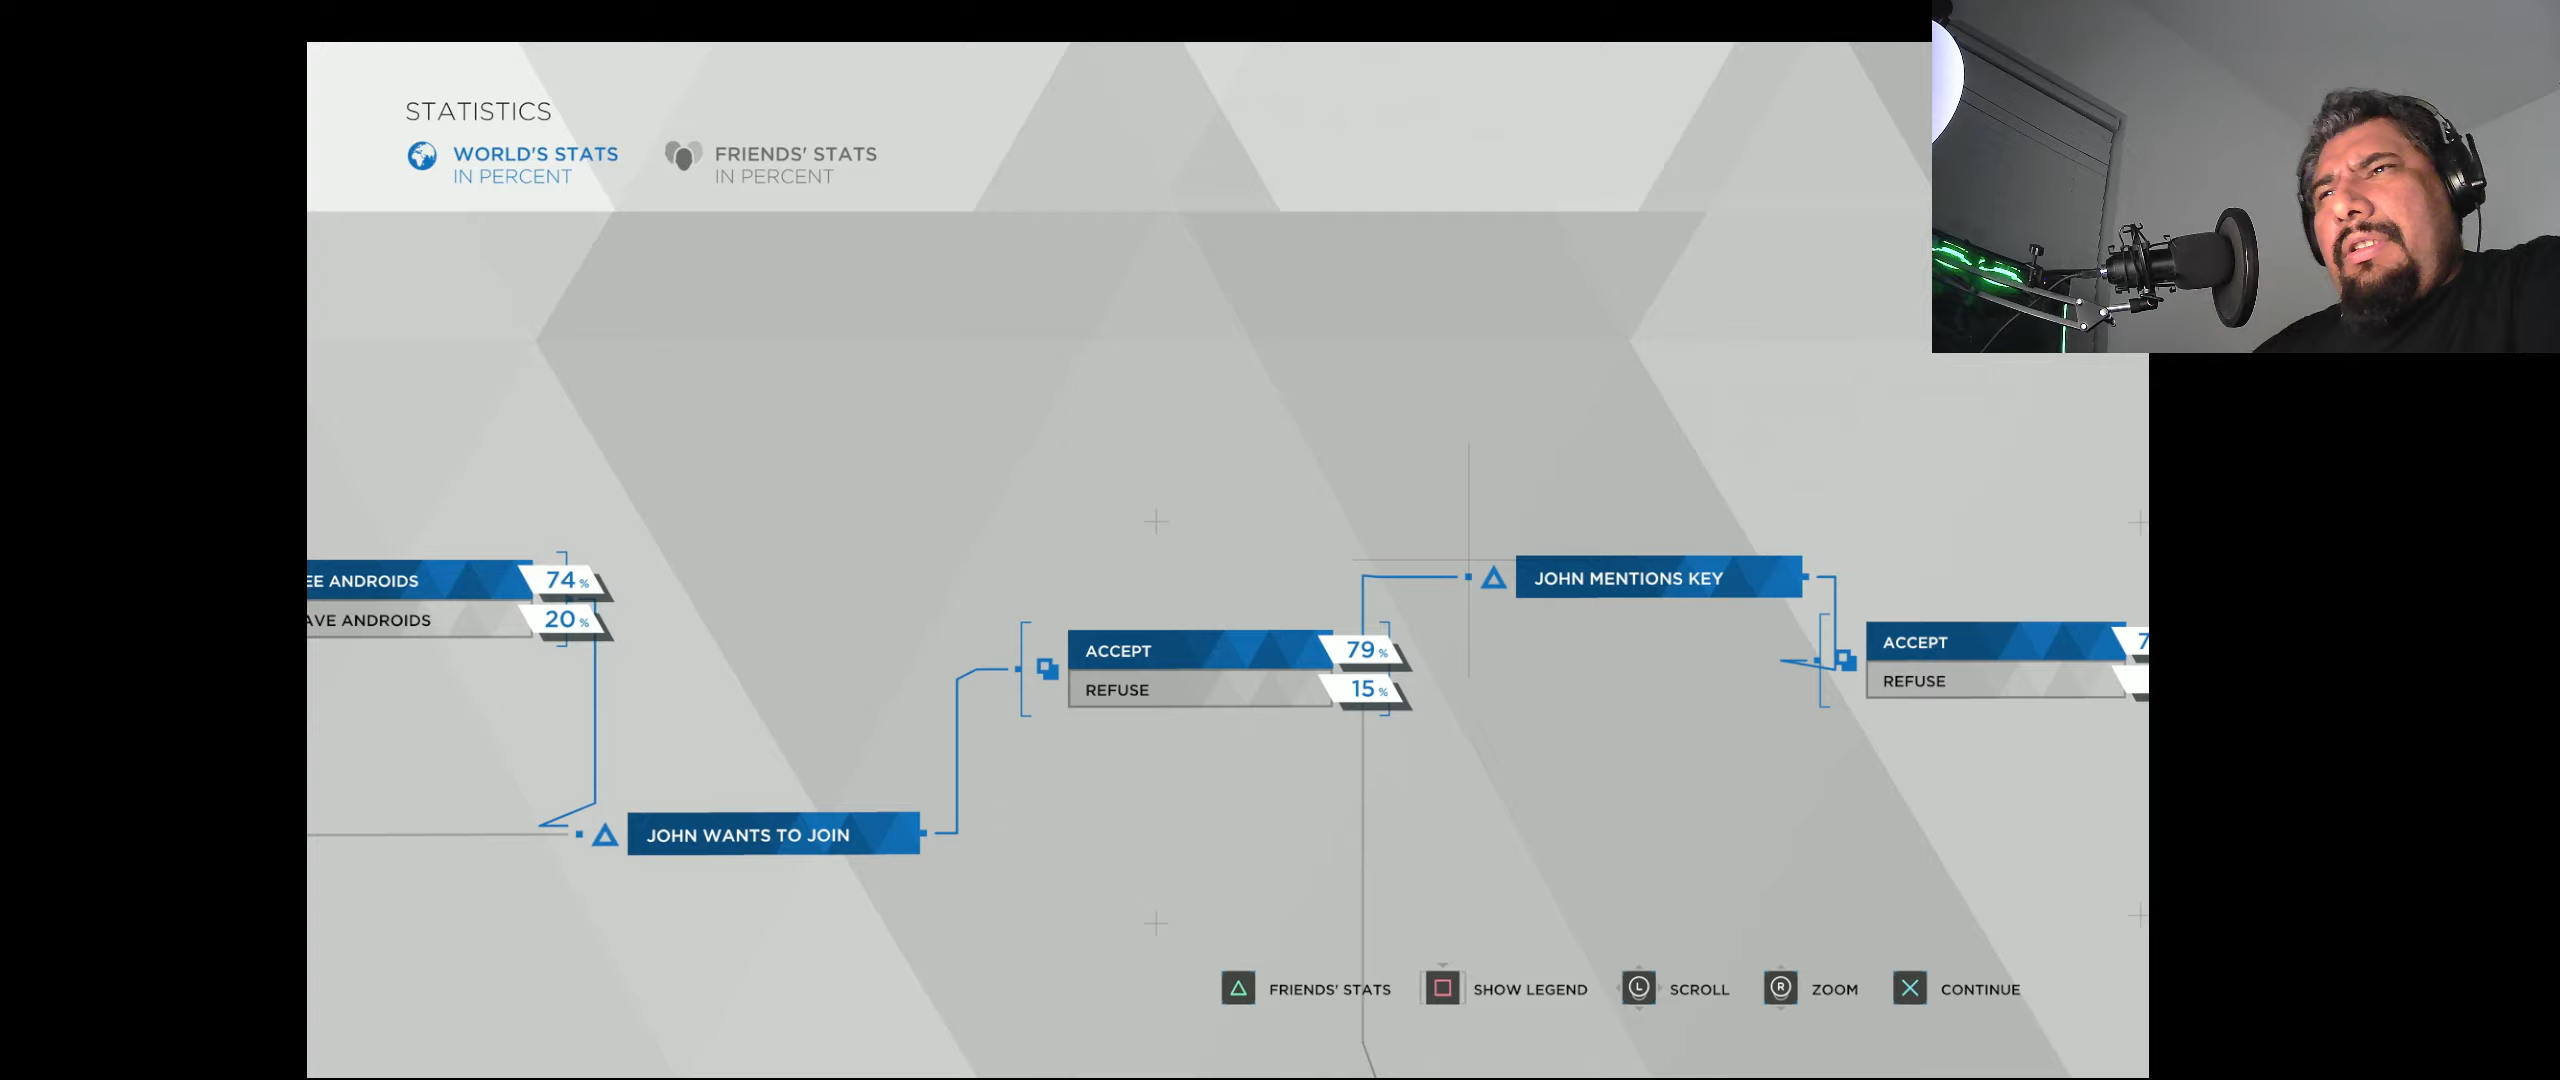 STATISTICS
WORLD'S STATS
IN PERCENT
FRIENDS' STATS
IN PERCENT
EE ANDROIDS
74 %
AVE ANDROIDS
20 %
JOHN WANTS TO JOIN
ACCEPT
79 %
REFUSE
15 %
JOHN MENTIONS KEY
ACCEPT
7
REFUSE
FRIENDS' STATS
SHOW LEGEND
L
SCROLL
R
ZOOM
CONTINUE